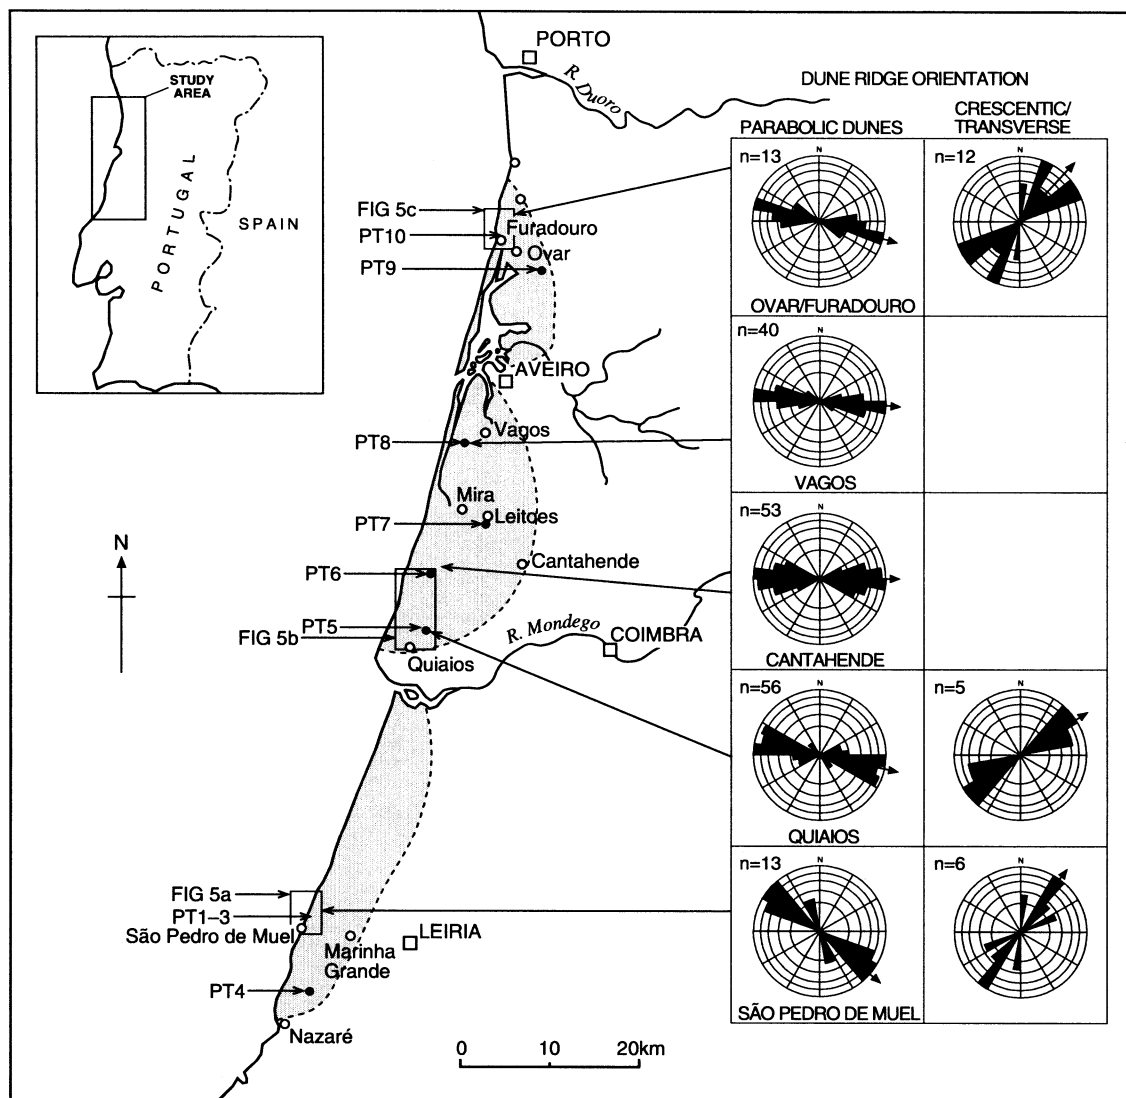 PORTO
R. Duoro
STUDY
AREA
PORTUGAL
SPAIN
DUNE RIDGE ORIENTATION
PARABOLIC DUNES
CRESCENTIC/
TRANSVERSE
n=13
N
n=12
N
FIG 5c
PT10
Furadouro
Ovar
PT9
OVAR/FURADOURO
n=40
N
AVEIRO
PT8
Vagos
VAGOS
Mira
Leitoes
PT7
n=53
N
N
Cantahende
PT6
PT5
FIG 5b
R. Mondego
COIMBRA
Quiaios
CANTAHENDE
n=56
N
n=5
N
QUIAIOS
n=13
N
n=6
N
FIG 5a
PT1–3
São Pedro de Muel
LEIRIA
Marinha
Grande
PT4
SÃO PEDRO DE MUEL
Nazaré
0 10 20km